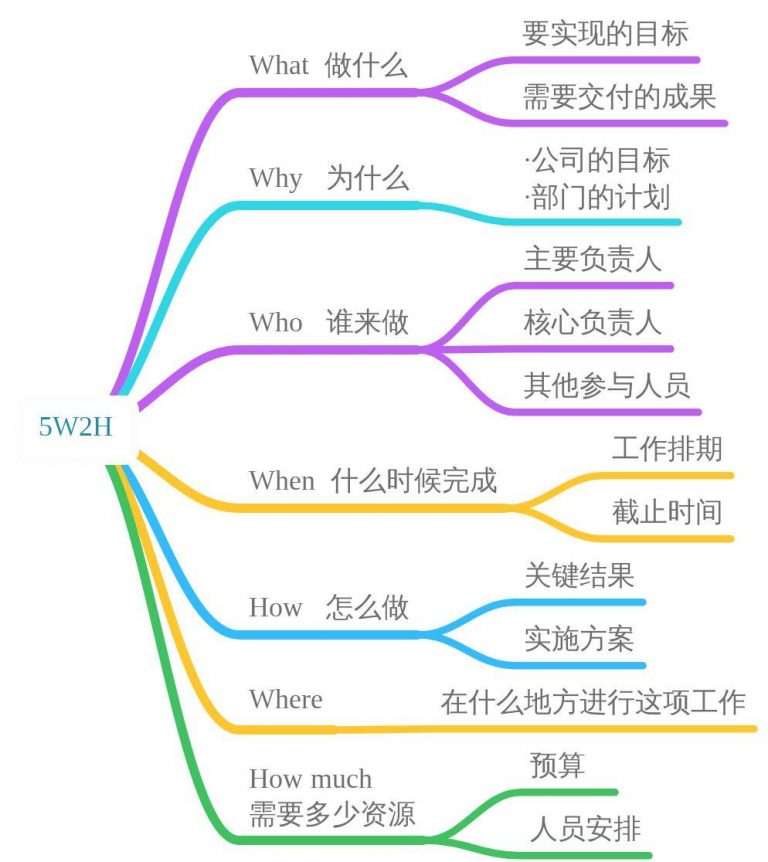 5W2H
What 做什么
要实现的目标
需要交付的成果
Why 为什么
·公司的目标
·部门的计划
Who 谁来做
主要负责人
核心负责人
其他参与人员
When 什么时候完成
工作排期
截止时间
How 怎么做
关键结果
实施方案
Where
在什么地方进行这项工作
How much
需要多少资源
预算
人员安排